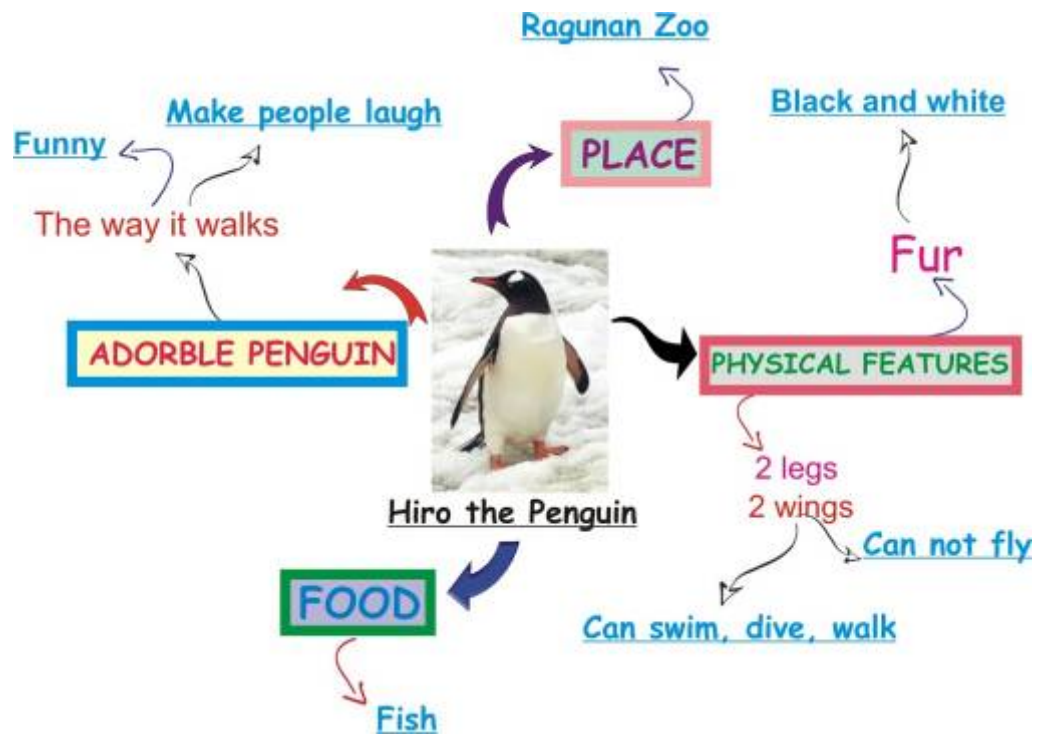 Ragunan Zoo
Make people laugh
Funny
Black and white
PLACE
The way it walks
Fur
ADORBLE PENGUIN
PHYSICAL FEATURES
2 legs
2 wings
Hiro the Penguin
Can not fly
FOOD
Can swim, dive, walk
Fish